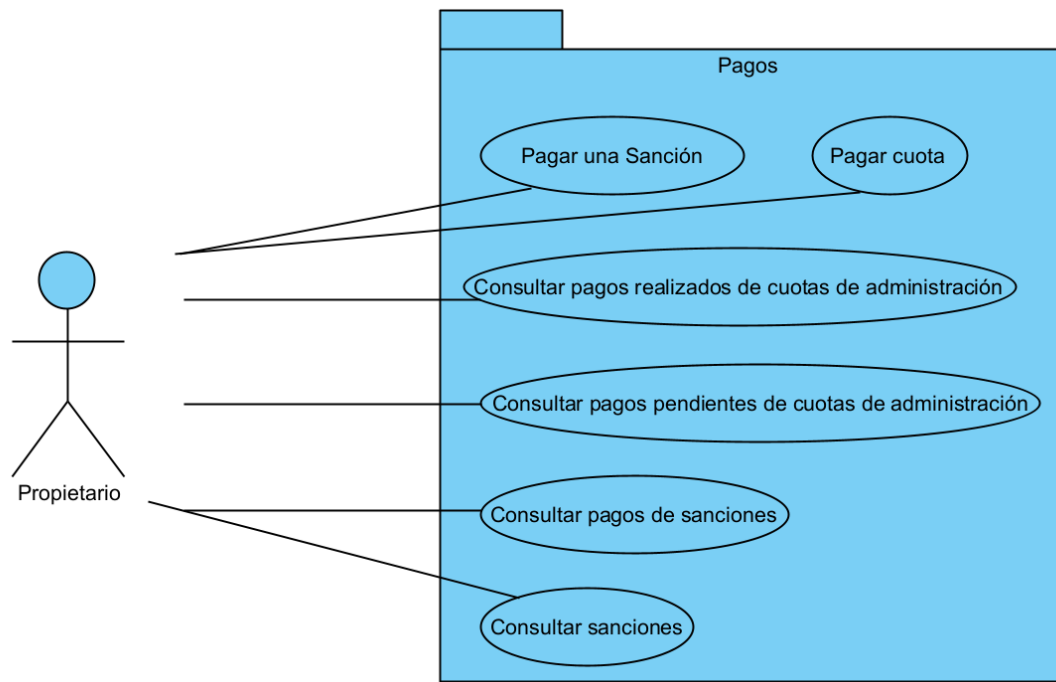 Pagos
Pagar una Sanción
Pagar cuota
Consultar pagos realizados de cuotas de administración
Consultar pagos pendientes de cuotas de administración
Propietario
Consultar pagos de sanciones
Consultar sanciones